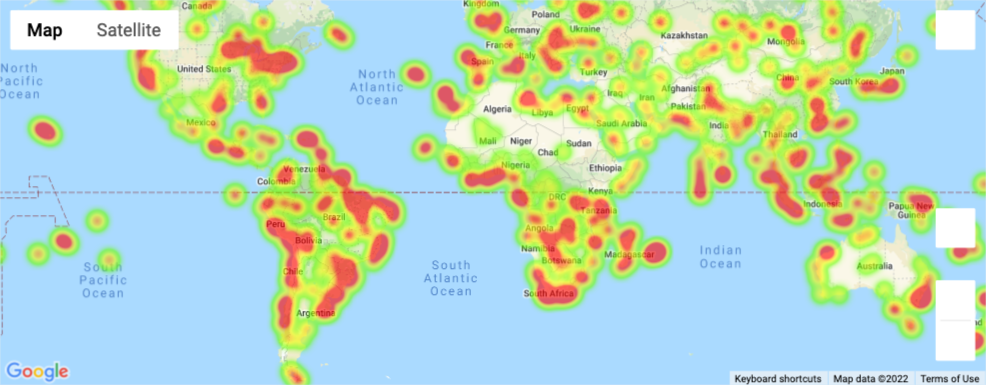 Canada
Kingdom
Poland
Map
Satellite
Germany
Ukraine
Kazakhstan
Mongolia
France
Italy
Spain
United States
North
Pacific
Ocean
North
Atlantic
Ocean
Turkey
China
South Korea
Japan
Iraq
Iran
Afghanistan
Pakistan
Algeria
Libya
Egypt
Saudi Arabia
India
Mexico
Mali
Niger
Chad
Sudan
Thailand
Nigeria
Ethiopia
Venezuela
Colombia
Kenya
DRC
Tanzania
Indonesia
Papua New
Guinea
Brazil
Peru
Bolivia
Angola
Namibia
Botswana
Madagascar
Indian
Ocean
Chile
South
Pacific
Ocean
South
Atlantic
Ocean
Australia
South Africa
Argentina
Google
Keyboard shortcuts
Map data ©2022
Terms of Use